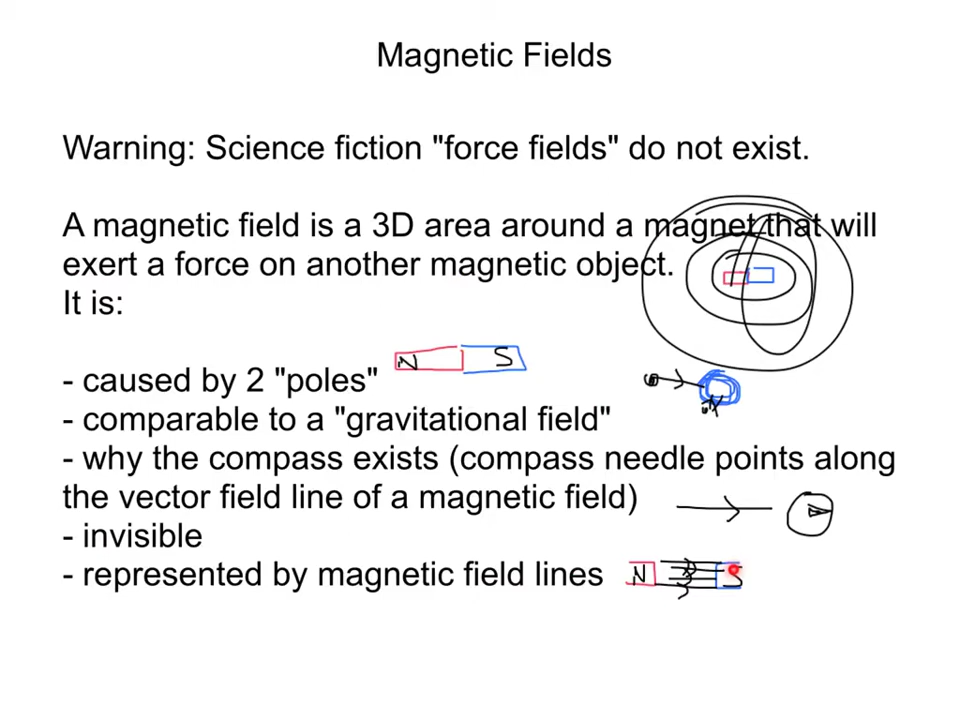 Magnetic Fields
Warning: Science fiction "force fields" do not exist.
A magnetic field is a 3D area around a magnet that will
exert a force on another magnetic object.
It is:
N S
- caused by 2 "poles"
- comparable to a "gravitational field"
- why the compass exists (compass needle points along
the vector field line of a magnetic field)
- invisible
- represented by magnetic field lines N S